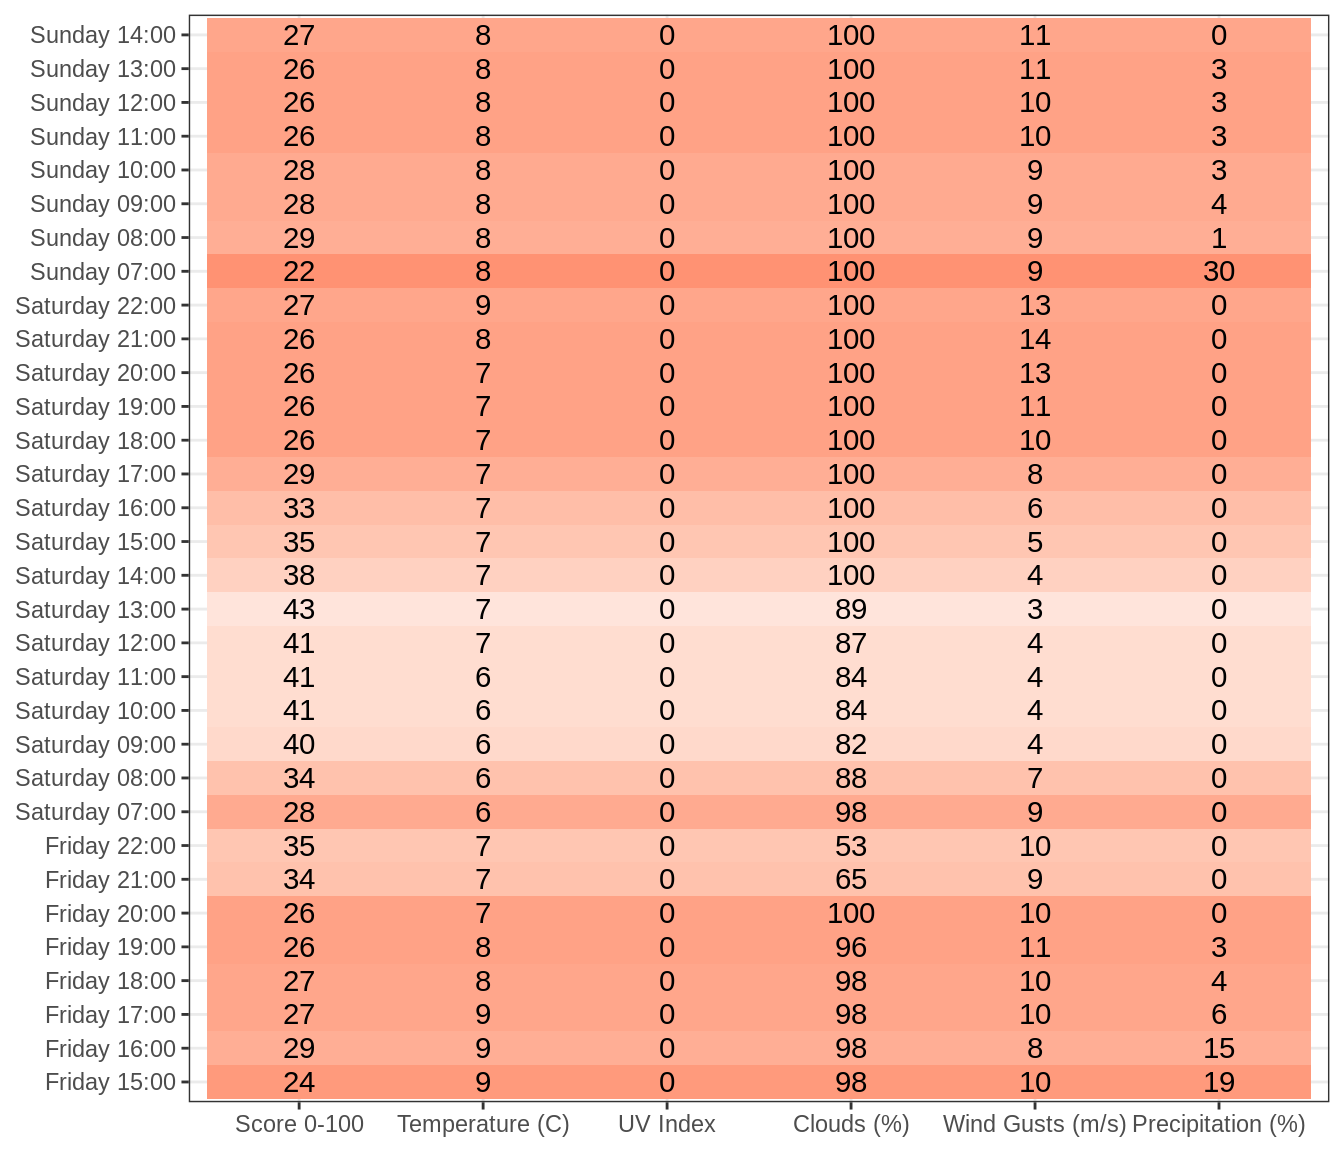 Sunday 14:00 27 8 0 100 11 0
Sunday 13:00 26 8 0 100 11 3
Sunday 12:00 26 8 0 100 10 3
Sunday 11:00 26 8 0 100 10 3
Sunday 10:00 28 8 0 100 9 3
Sunday 09:00 28 8 0 100 9 4
Sunday 08:00 29 8 0 100 9 1
Sunday 07:00 22 8 0 100 9 30
Saturday 22:00 27 9 0 100 13 0
Saturday 21:00 26 8 0 100 14 0
Saturday 20:00 26 7 0 100 13 0
Saturday 19:00 26 7 0 100 11 0
Saturday 18:00 26 7 0 100 10 0
Saturday 17:00 29 7 0 100 8 0
Saturday 16:00 33 7 0 100 6 0
Saturday 15:00 35 7 0 100 5 0
Saturday 14:00 38 7 0 100 4 0
Saturday 13:00 43 7 0 89 3 0
Saturday 12:00 41 7 0 87 4 0
Saturday 11:00 41 6 0 84 4 0
Saturday 10:00 41 6 0 84 4 0
Saturday 09:00 40 6 0 82 4 0
Saturday 08:00 34 6 0 88 7 0
Saturday 07:00 28 6 0 98 9 0
Friday 22:00 35 7 0 53 10 0
Friday 21:00 34 7 0 65 9 0
Friday 20:00 26 7 0 100 10 0
Friday 19:00 26 8 0 96 11 3
Friday 18:00 27 8 0 98 10 4
Friday 17:00 27 9 0 98 10 6
Friday 16:00 29 9 0 98 8 15
Friday 15:00 24 9 0 98 10 19
Score 0-100 Temperature (C) UV Index Clouds (%) Wind Gusts (m/s) Precipitation (%)